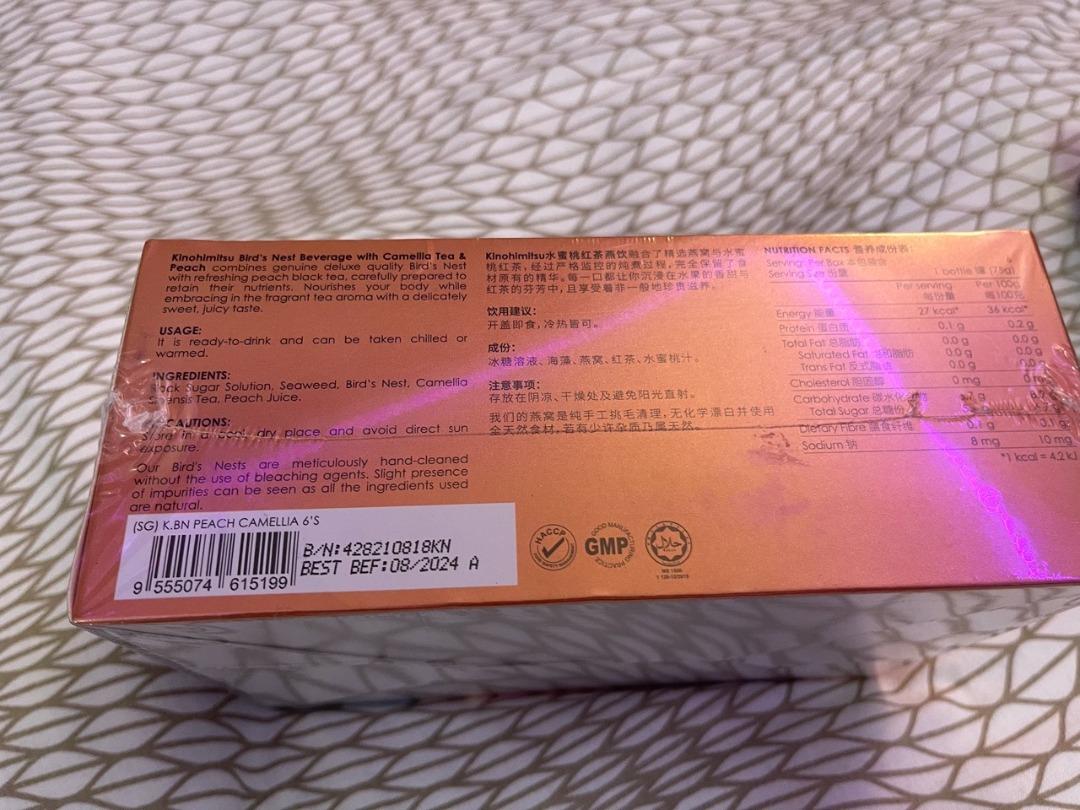 Kinohimitsu Bird's Nest Beverage with Camellia Tea &
Peach combines genuine deluxe quality Bird's Nest
with refreshing peach black tea, carefully prepared to
retain their nutrients. Nourishes your body while
embracing in the fragrant tea aroma with a delicately
sweet, juicy taste.
USAGE:
It is ready-to-drink and can be taken chilled or
warmed.
INGREDIENTS:
Rock Sugar Solution, Seaweed, Bird's Nest, Camellia
Sinensis Tea, Peach Juice.
CAUTIONS:
Store in a cool, dry place and avoid direct sun
exposure.
Our Bird's Nests are meticulously hand-cleaned
without the use of bleaching agents. Slight presence
of impurities can be seen as all the ingredients used
are natural.
(SG) K.BN PEACH CAMELLIA 6'S
B/N:428210818KN
BEST BEF:08/2024 A
9 555074 615199
Kinohimitsu水蜜桃红茶燕饮融合了精选燕窝与水蜜
桃红茶，经过严格监控的炖煮过程，完全保留了食
材原有的精华，每一口都让你沉浸在水果的香甜与
红茶的芬芳中，且享受着非一般地珍贵滋养。
饮用建议：
开盖即食，冷热皆可。
成份：
冰糖溶液、海藻、燕窝、红茶、水蜜桃汁。
注意事项：
存放在阴凉、干燥处及避免阳光直射。
我们的燕窝是纯手工挑毛清理，无化学漂白并使用
全天然食材，若有少许杂质乃属天然。
HACCP
GOOD MANUFACTURING PRACTICE
GMP
NUTRITION FACTS 营养成份表:
Serving Per Box 本包装含
Serving Size 份量 1 bottle 罐 (75g)
Per serving Per 100g
每份量 每100克
Energy 能量 27 kcal* 36 kcal*
Protein 蛋白质 0.1 g 0.2 g
Total Fat 总脂肪 0.0 g 0.0 g
Saturated Fat 饱和脂肪 0.0 g 0.0 g
Trans Fat 反式脂肪 0.0 g 0.0 g
Cholesterol 胆固醇 0 mg 0 mg
Carbohydrate 碳水化合
Total Sugar 总糖份
Dietary Fibre 膳食纤维 0.1 g 0.1 g
Sodium 钠 8 mg 10 mg
*1 kcal = 4.2 kJ